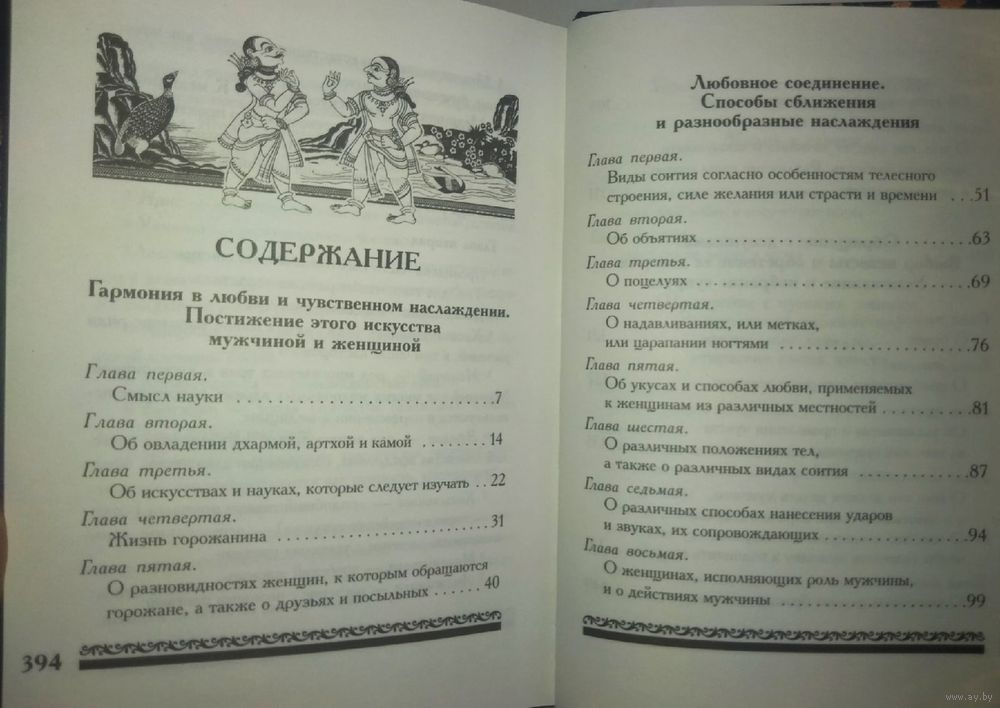 СОДЕРЖАНИЕ
Гармония в любви и чувственном наслаждении.
Постижение этого искусства
мужчиной и женщиной
Глава первая.
Смысл науки ..................................7
Глава вторая.
Об овладении дхармой, артхой и камой ........14
Глава третья.
Об искусствах и науках, которые следует изучать ..22
Глава четвертая.
Жизнь горожанина ............................31
Глава пятая.
О разновидностях женщин, к которым обращаются
горожане, а также о друзьях и посыльных ......40
394
Любовное соединение.
Способы сближения
и разнообразные наслаждения
Глава первая.
Виды соития согласно особенностям телесного
строения, силе желания или страсти и времени ...51
Глава вторая.
Об объятиях ..................................63
Глава третья.
О поцелуях ...................................69
Глава четвертая.
О надавливаниях, или метках,
или царапании ногтями ........................76
Глава пятая.
Об укусах и способах любви, применяемых
к женщинам из различных местностей ............81
Глава шестая.
О различных положениях тел,
а также о различных видах соития ..............87
Глава седьмая.
О различных способах нанесения ударов
и звуках, их сопровождающих ...................94
Глава восьмая.
О женщинах, исполняющих роль мужчины,
и о действиях мужчины .........................99
www.ay.by